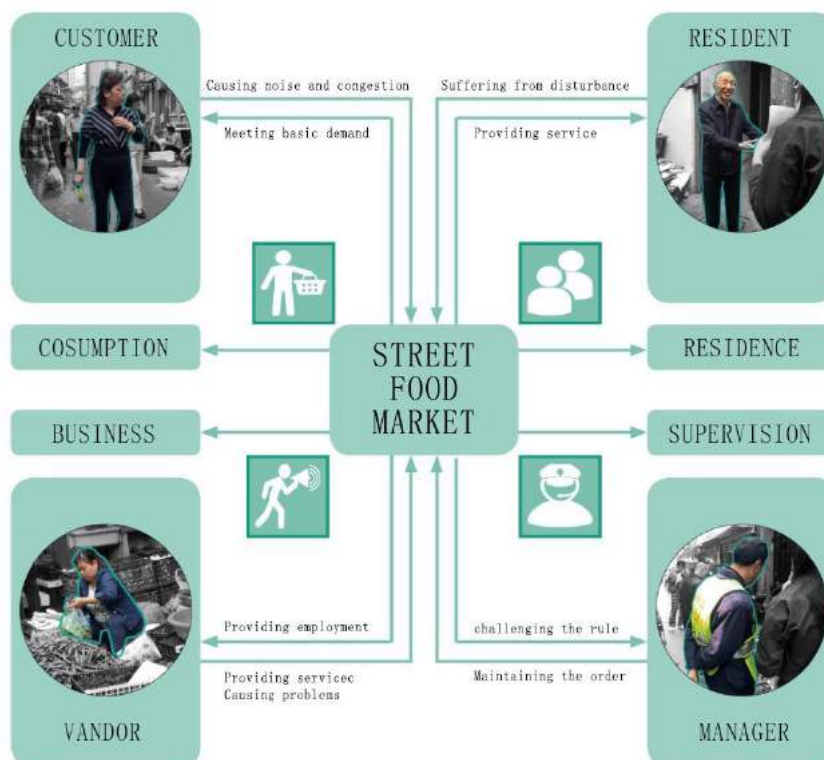 CUSTOMER
RESIDENT
Causing noise and congestion
Suffering from disturbance
Meeting basic demand
Providing service
COSUMPTION
STREET
FOOD
MARKET
RESIDENCE
BUSINESS
SUPERVISION
Providing employment
challenging the rule
Providing servicec
Causing problems
Maintaining the order
VANDOR
MANAGER